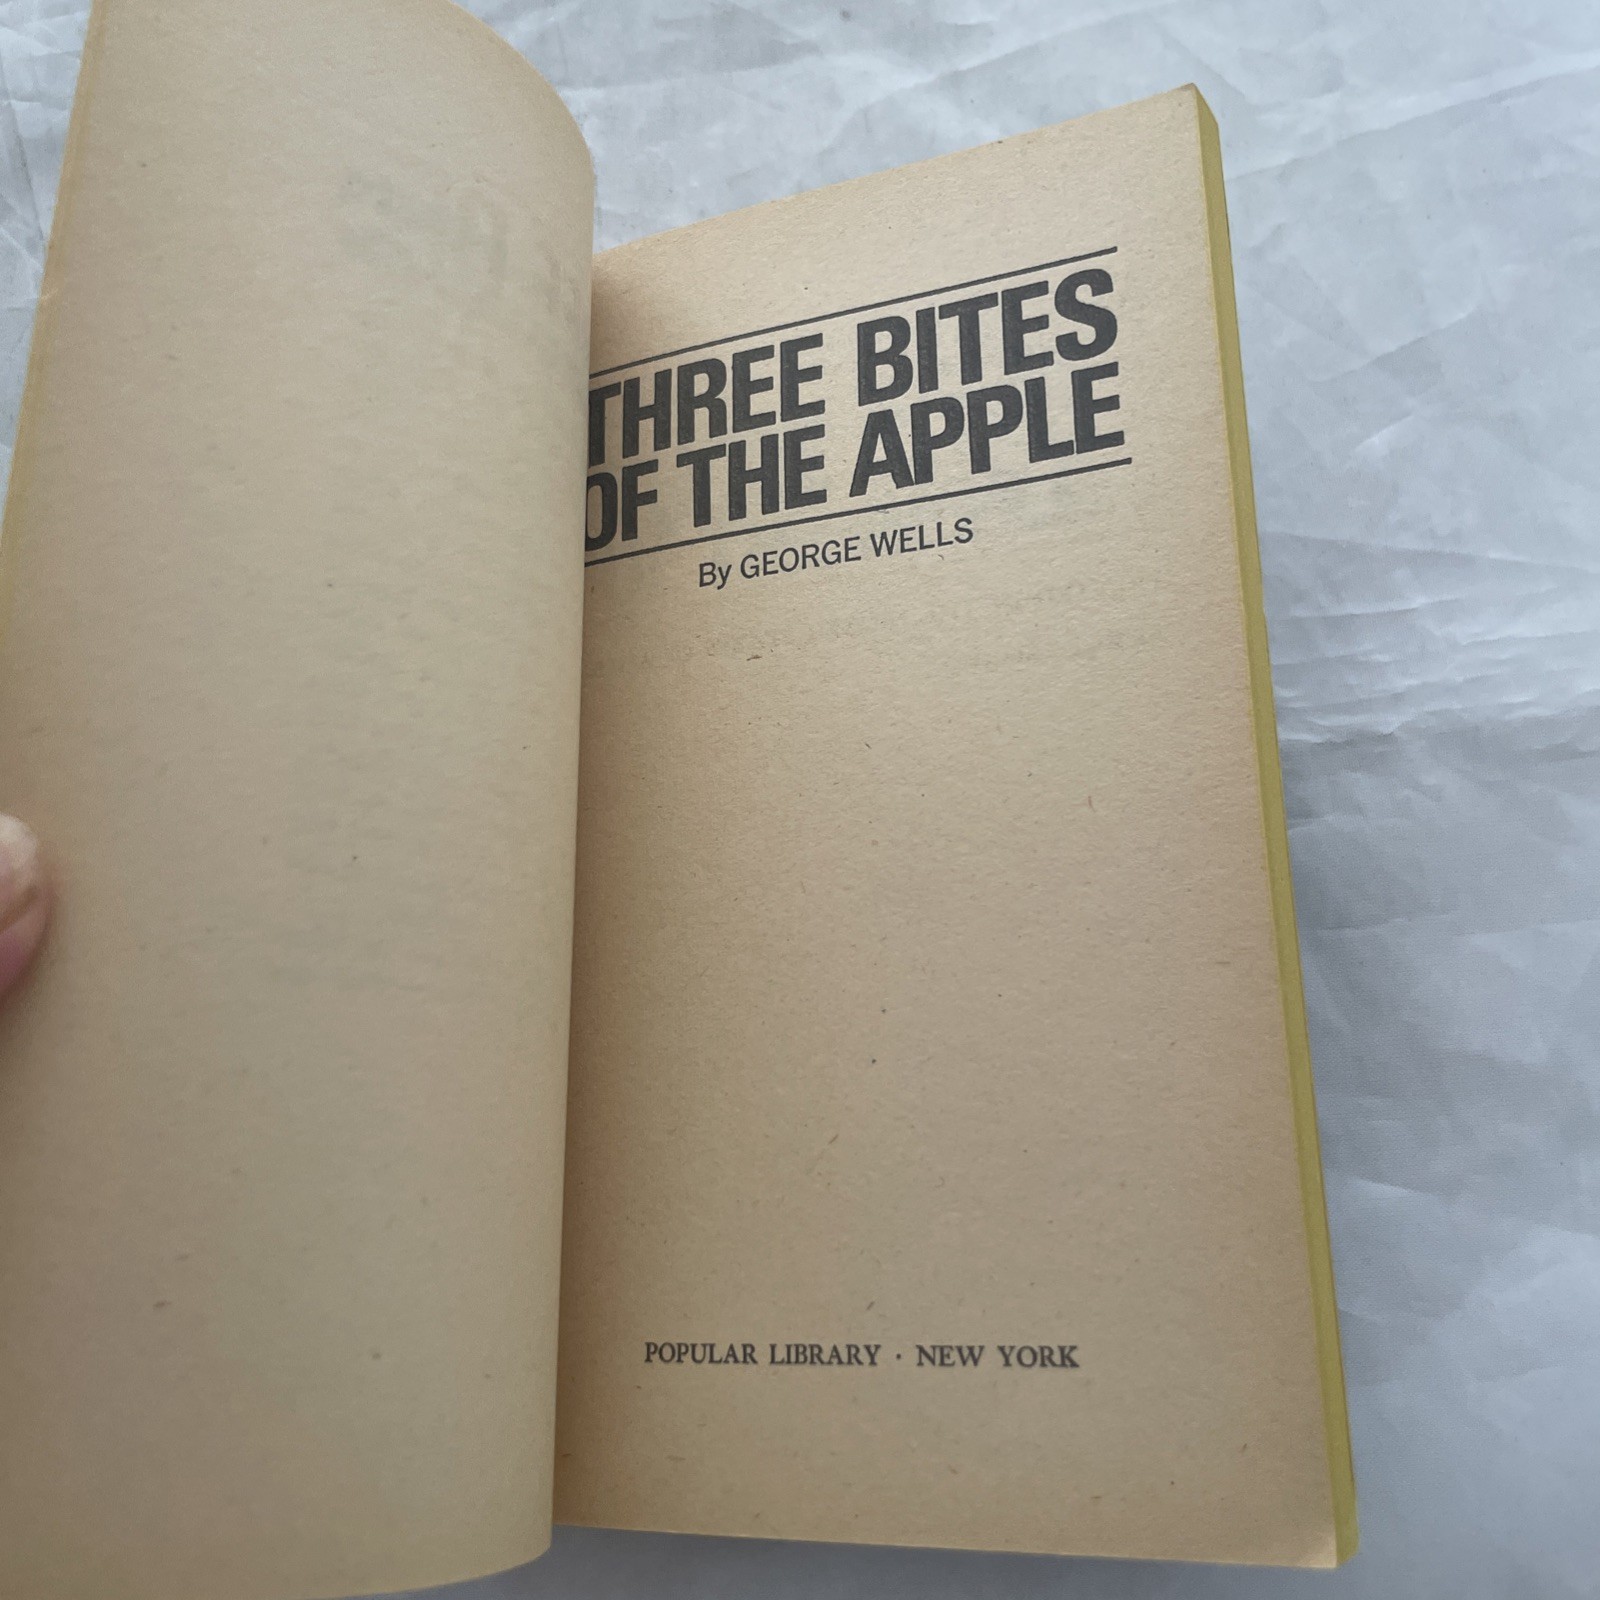 THREE BITES
OF THE APPLE
By GEORGE WELLS
POPULAR LIBRARY · NEW YORK